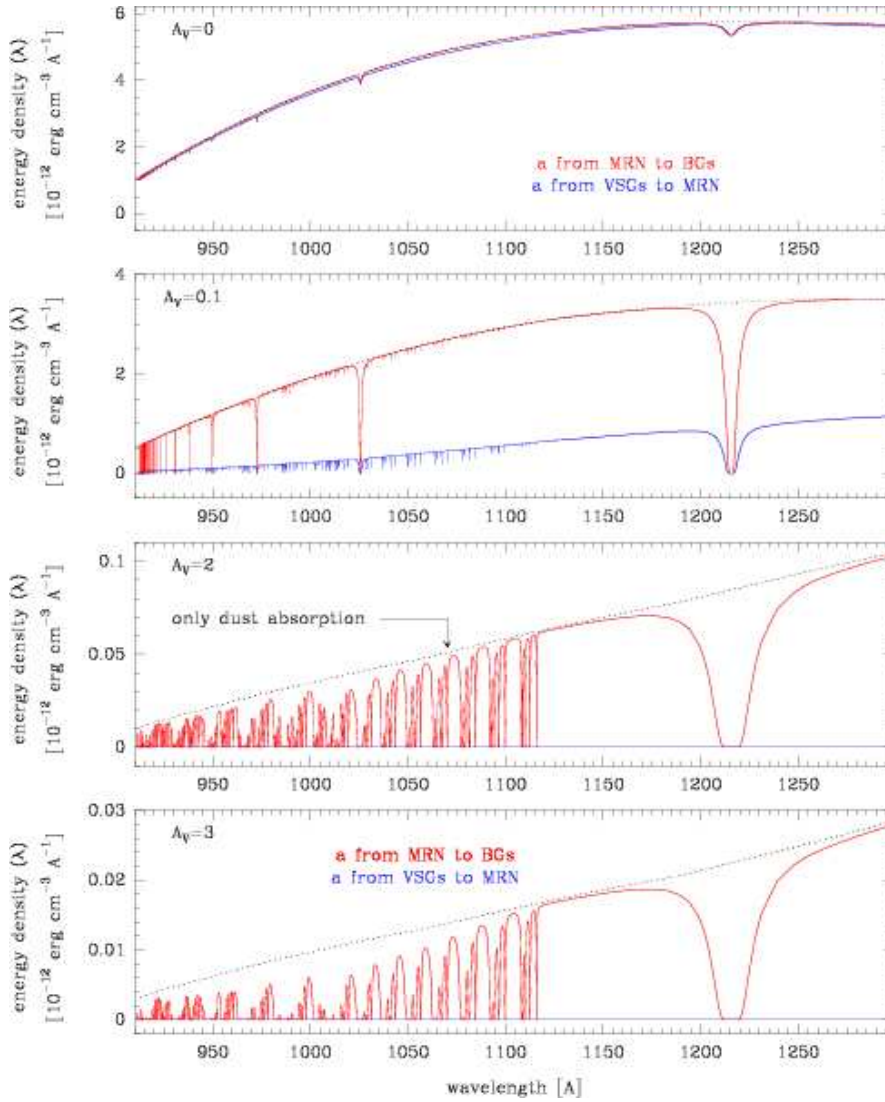 A_V=0
energy density (λ)
[10⁻¹² erg cm⁻³ A⁻¹]
6
4
2
0
a from MRN to BGs
a from VSGs to MRN
950 1000 1050 1100 1150 1200 1250
A_V=0.1
energy density (λ)
[10⁻¹² erg cm⁻³ A⁻¹]
4
2
0
950 1000 1050 1100 1150 1200 1250
A_V=2
energy density (λ)
[10⁻¹² erg cm⁻³ A⁻¹]
0.1
0.05
0
only dust absorption
950 1000 1050 1100 1150 1200 1250
A_V=3
energy density (λ)
[10⁻¹² erg cm⁻³ A⁻¹]
0.03
0.02
0.01
0
a from MRN to BGs
a from VSGs to MRN
950 1000 1050 1100 1150 1200 1250
wavelength [A]